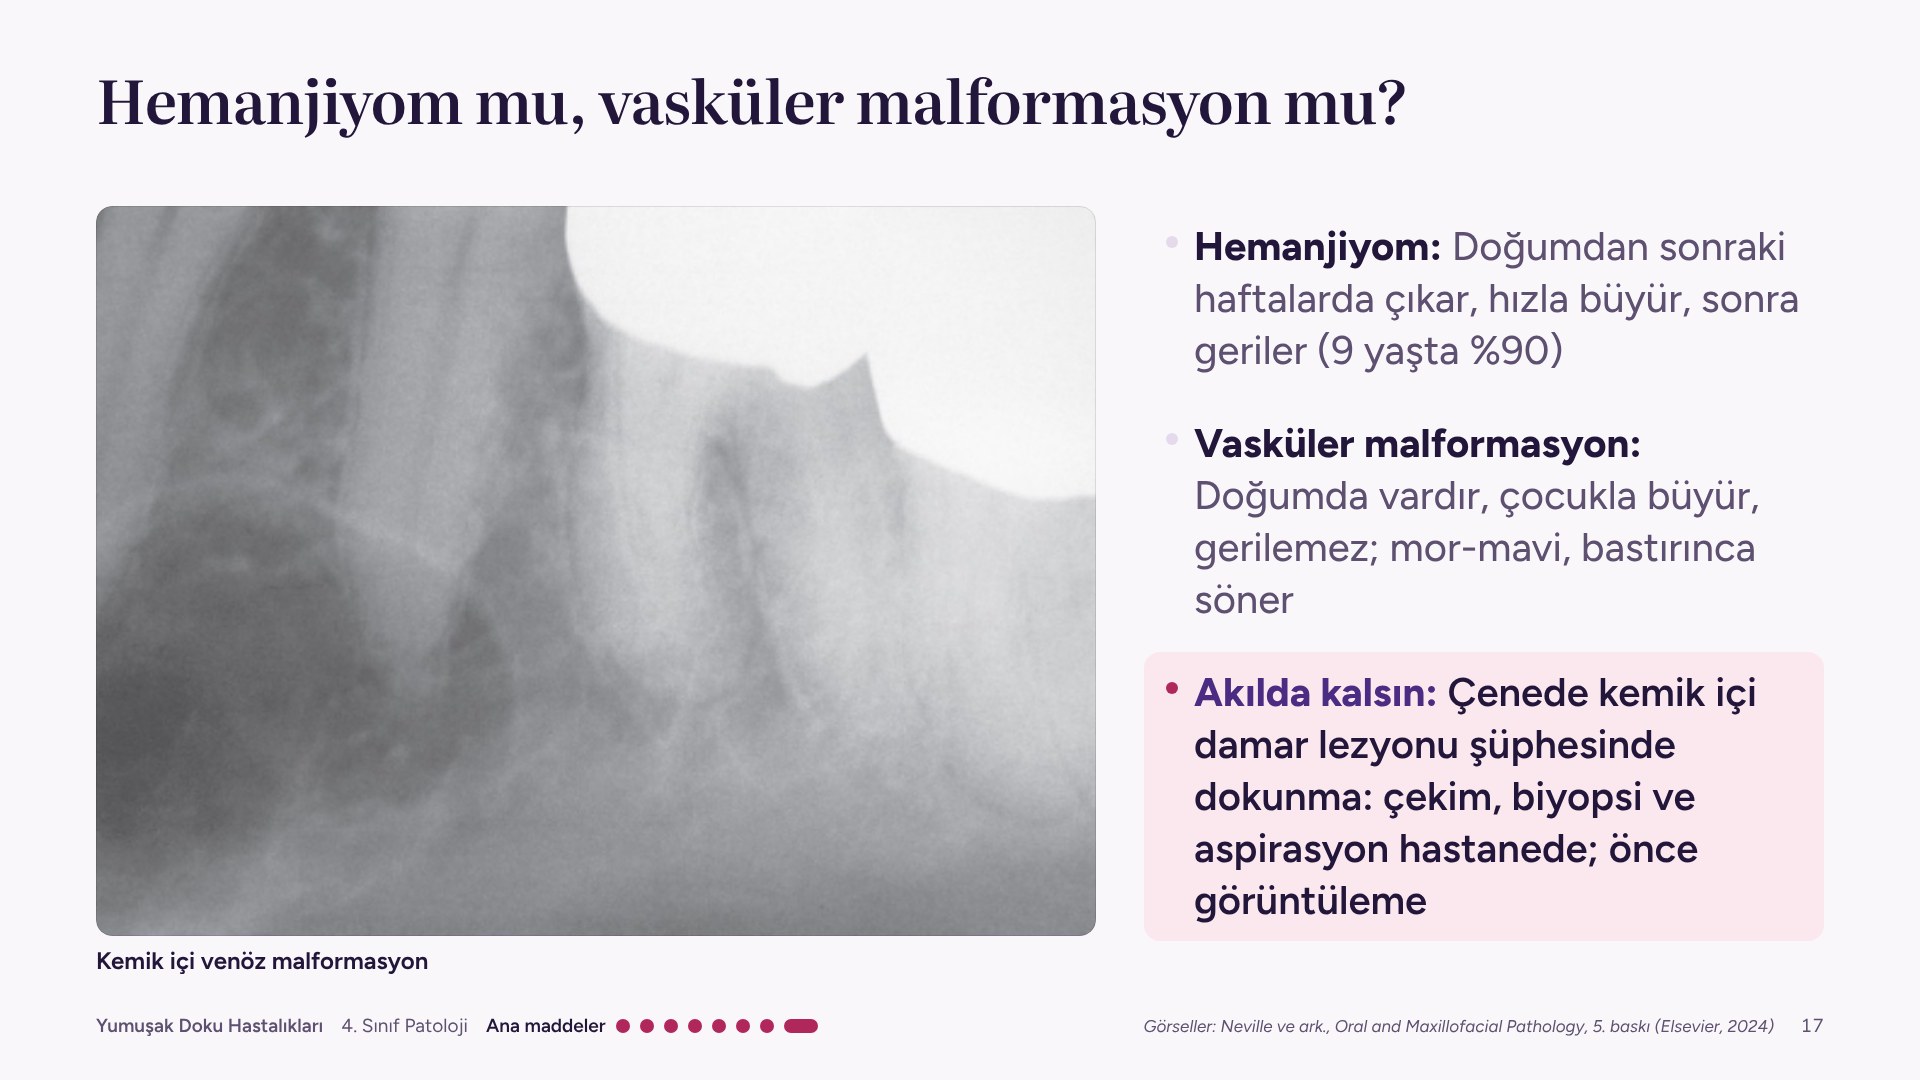 Hemanjiyom mu, vasküler malformasyon mu?
Hemanjiyom: Doğumdan sonraki
haftalarda çıkar, hızla büyür, sonra
geriler (9 yaşta %90)
Vasküler malformasyon:
Doğumda vardır, çocukla büyür,
gerilemez; mor-mavi, bastırınca
söner
Akılda kalsın: Çenede kemik içi
damar lezyonu şüphesinde
dokunma: çekim, biyopsi ve
aspirasyon hastanede; önce
görüntüleme
Kemik içi venöz malformasyon
Yumuşak Doku Hastalıkları 4. Sınıf Patoloji Ana maddeler
Görseller: Neville ve ark., Oral and Maxillofacial Pathology, 5. baskı (Elsevier, 2024) 17